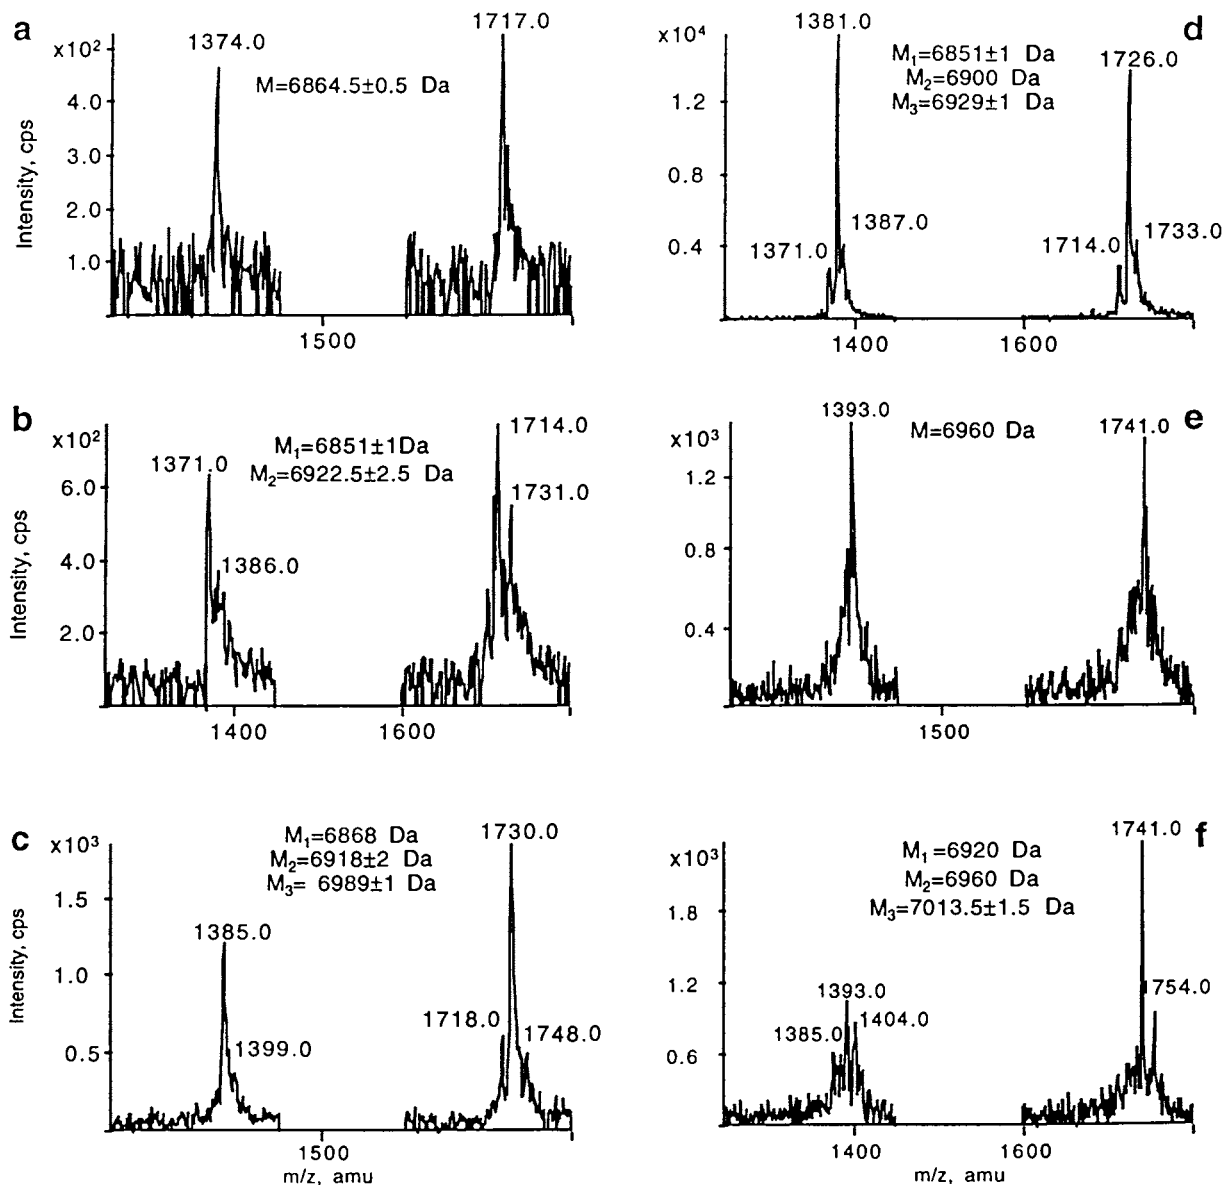 a
x10²
1374.0
1717.0
M=6864.5±0.5 Da
4.0
3.0
2.0
1.0
Intensity, cps
1500
d
x10⁴
1381.0
M₁=6851±1 Da
M₂=6900 Da
M₃=6929±1 Da
1726.0
1.2
0.8
0.4
1371.0
1387.0
1714.0
1733.0
1400
1600
b
x10²
M₁=6851±1Da
M₂=6922.5±2.5 Da
1371.0
1714.0
1731.0
1386.0
6.0
4.0
2.0
Intensity, cps
1400
1600
e
x10³
1393.0
M=6960 Da
1741.0
1.2
0.8
0.4
1500
c
x10³
M₁=6868 Da
M₂=6918±2 Da
M₃= 6989±1 Da
1730.0
1385.0
1399.0
1718.0
1748.0
1.5
1.0
0.5
Intensity, cps
1500
m/z, amu
f
x10³
M₁ =6920 Da
M₂=6960 Da
M₃=7013.5±1.5 Da
1741.0
1.8
1.2
0.6
1393.0
1385.0
1404.0
1754.0
1400
1600
m/z, amu